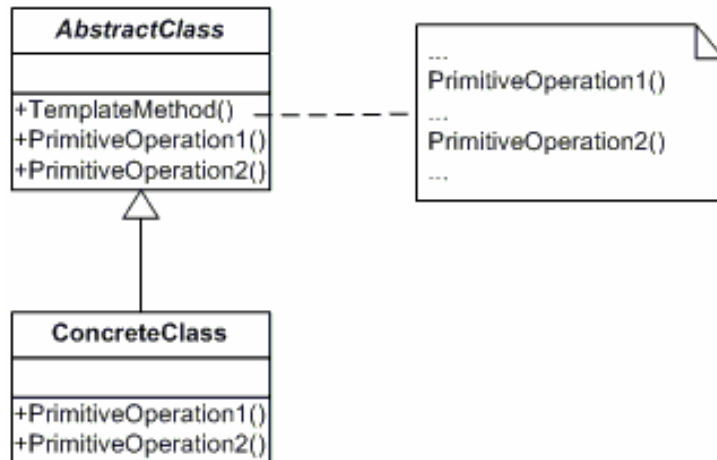 AbstractClass
+TemplateMethod()
+PrimitiveOperation1()
+PrimitiveOperation2()
...
PrimitiveOperation1()
...
PrimitiveOperation2()
...
ConcreteClass
+PrimitiveOperation1()
+PrimitiveOperation2()